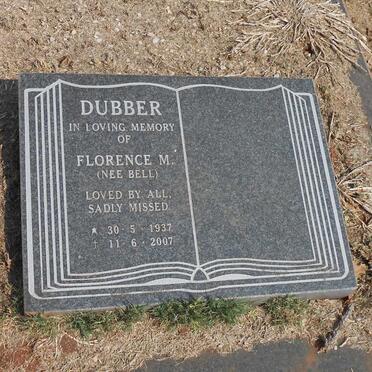 DUBBER
IN LOVING MEMORY
OF
FLORENCE M.
(NEE BELL)
LOVED BY ALL.
SADLY MISSED.
* 30 - 5 - 1937
† 11 - 6 - 2007